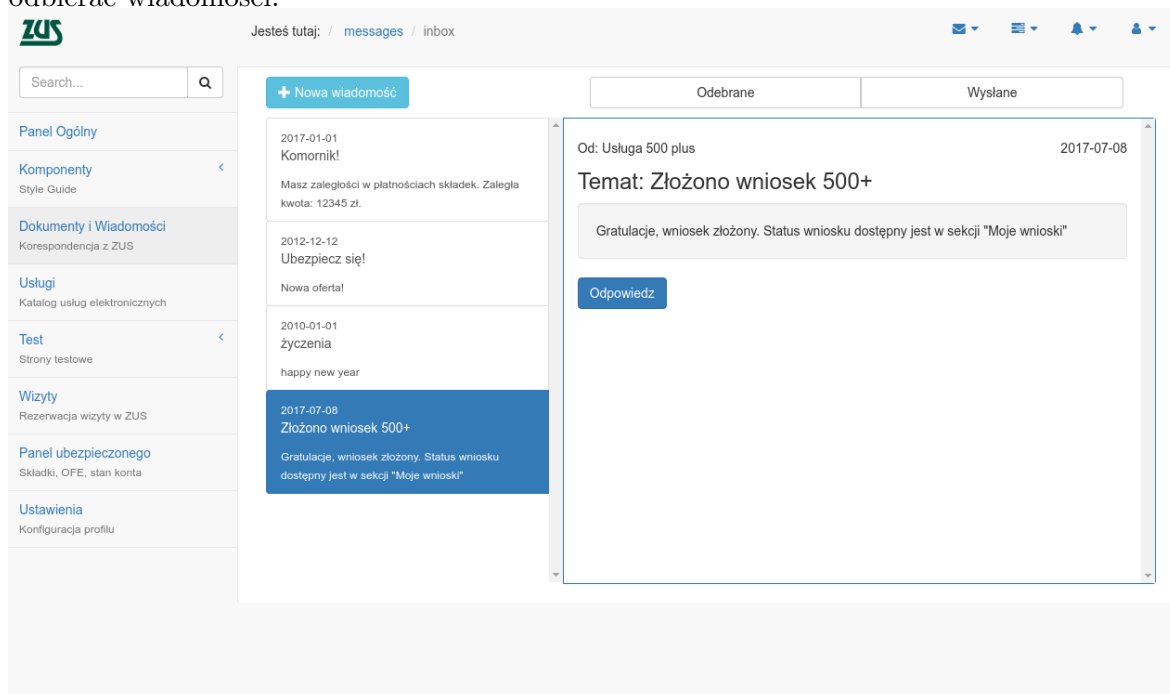 odbierać wiadomości.
ZUS
Jesteś tutaj: / messages / inbox
Search...
Nowa wiadomość
Odebrane
Wysłane
Panel Ogólny
Komponenty
Style Guide
Dokumenty i Wiadomości
Korespondencja z ZUS
Usługi
Katalog usług elektronicznych
Test
Strony testowe
Wizyty
Rezerwacja wizyty w ZUS
Panel ubezpieczonego
Składki, OFE, stan konta
Ustawienia
Konfiguracja profilu
2017-01-01
Komornik!
Masz zaległości w płatnościach składek. Zaległa
kwota: 12345 zł.
2012-12-12
Ubezpiecz się!
Nowa oferta!
2010-01-01
życzenia
happy new year
2017-07-08
Złożono wniosek 500+
Gratulacje, wniosek złożony. Status wniosku
dostępny jest w sekcji "Moje wnioski"
Od: Usługa 500 plus
2017-07-08
Temat: Złożono wniosek 500+
Gratulacje, wniosek złożony. Status wniosku dostępny jest w sekcji "Moje wnioski"
Odpowiedz